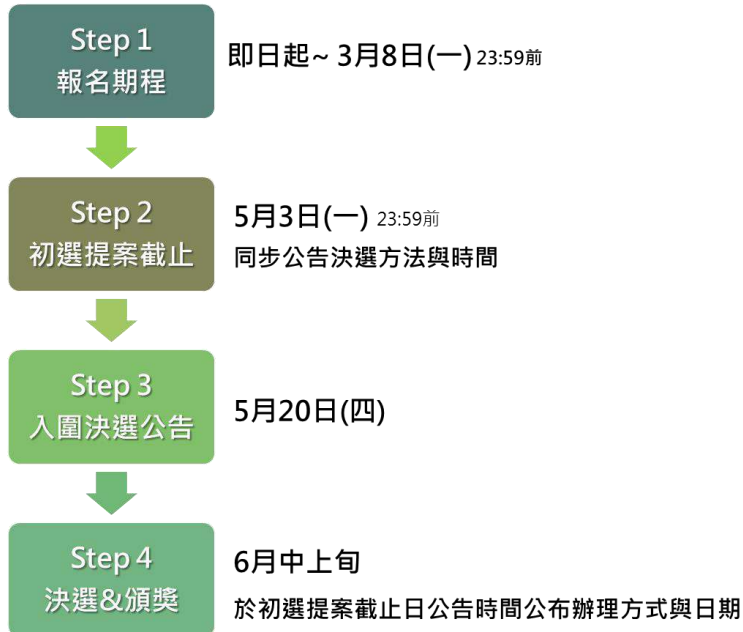 Step 1
報名期程
即日起~ 3月8日(一) 23:59前
Step 2
初選提案截止
5月3日(一) 23:59前
同步公告決選方法與時間
Step 3
入圍決選公告
5月20日(四)
Step 4
決選&頒獎
6月中上旬
於初選提案截止日公告時間公布辦理方式與日期